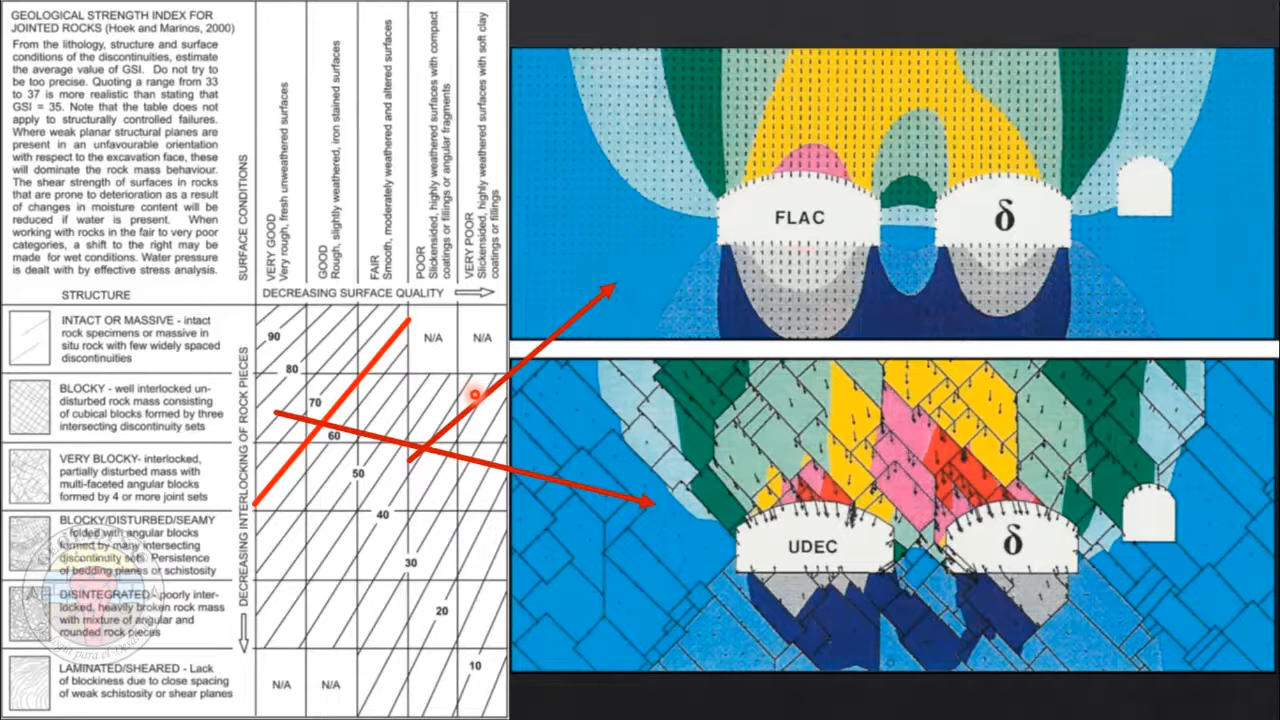 GEOLOGICAL STRENGTH INDEX FOR
JOINTED ROCKS (Hoek and Marinos, 2000)
From the lithology, structure and surface
conditions of the discontinuities, estimate
the average value of GSI. Do not try to
be too precise. Quoting a range from 33
to 37 is more realistic than stating that
GSI = 35. Note that the table does not
apply to structurally controlled failures.
Where weak planar structural planes are
present in an unfavourable orientation
with respect to the excavation face, these
will dominate the rock mass behaviour.
The shear strength of surfaces in rocks
that are prone to deterioration as a result
of changes in moisture content will be
reduced if water is present. When
working with rocks in the fair to very poor
categories, a shift to the right may be
made for wet conditions. Water pressure
is dealt with by effective stress analysis.
SURFACE CONDITIONS
VERY GOOD
Very rough, fresh unweathered surfaces
GOOD
Rough, slightly weathered, iron stained surfaces
FAIR
Smooth, moderately weathered and altered surfaces
POOR
Slickensided, highly weathered surfaces with compact
coatings or fillings or angular fragments
VERY POOR
Slickensided, highly weathered surfaces with soft clay
coatings or fillings
STRUCTURE
DECREASING SURFACE QUALITY
DECREASING INTERLOCKING OF ROCK PIECES
INTACT OR MASSIVE - intact
rock specimens or massive in
situ rock with few widely spaced
discontinuities
BLOCKY - well interlocked un-
disturbed rock mass consisting
of cubical blocks formed by three
intersecting discontinuity sets
VERY BLOCKY- interlocked,
partially disturbed mass with
multi-faceted angular blocks
formed by 4 or more joint sets
BLOCKY/DISTURBED/SEAMY
folded with angular blocks
formed by many intersecting
discontinuity sets. Persistence
of bedding planes or schistosity
DISINTEGRATED - poorly inter-
locked, heavily broken rock mass
with mixture of angular and
rounded rock pieces
LAMINATED/SHEARED - Lack
of blockiness due to close spacing
of weak schistosity or shear planes
90
N/A
N/A
80
70
60
50
40
30
20
10
N/A
N/A
FLAC
δ
UDEC
δ